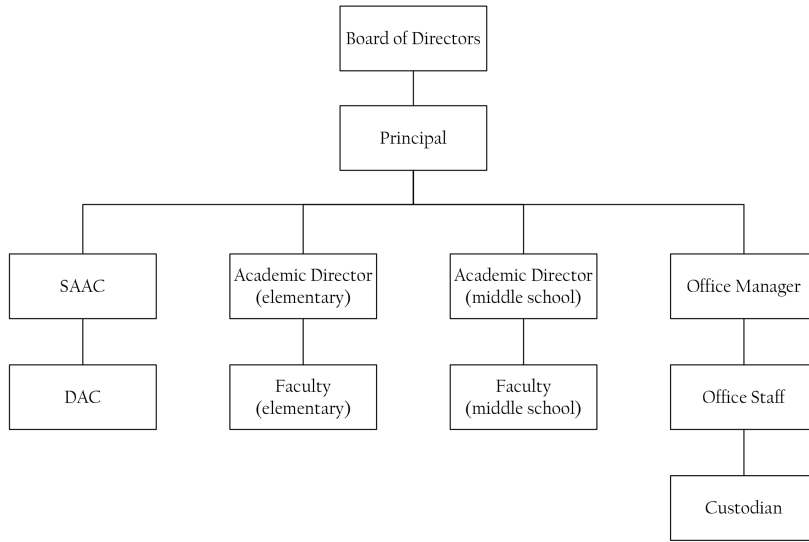 Board of Directors
Principal
SAAC
Academic Director
(elementary)
Academic Director
(middle school)
Office Manager
DAC
Faculty
(elementary)
Faculty
(middle school)
Office Staff
Custodian